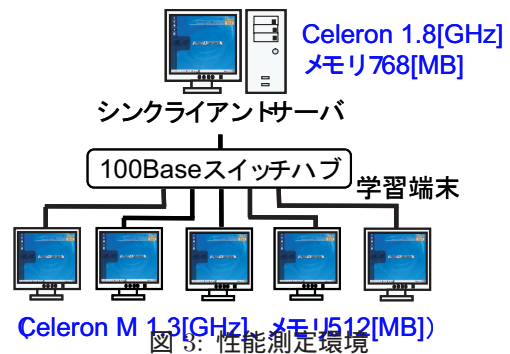 Celeron 1.8[GHz]
メモリ768[MB]
シンクライアントサーバ
100Baseスイッチハブ
学習端末
(Celeron M 1.3[GHz]、メモリ512[MB])
図 3: 性能測定環境